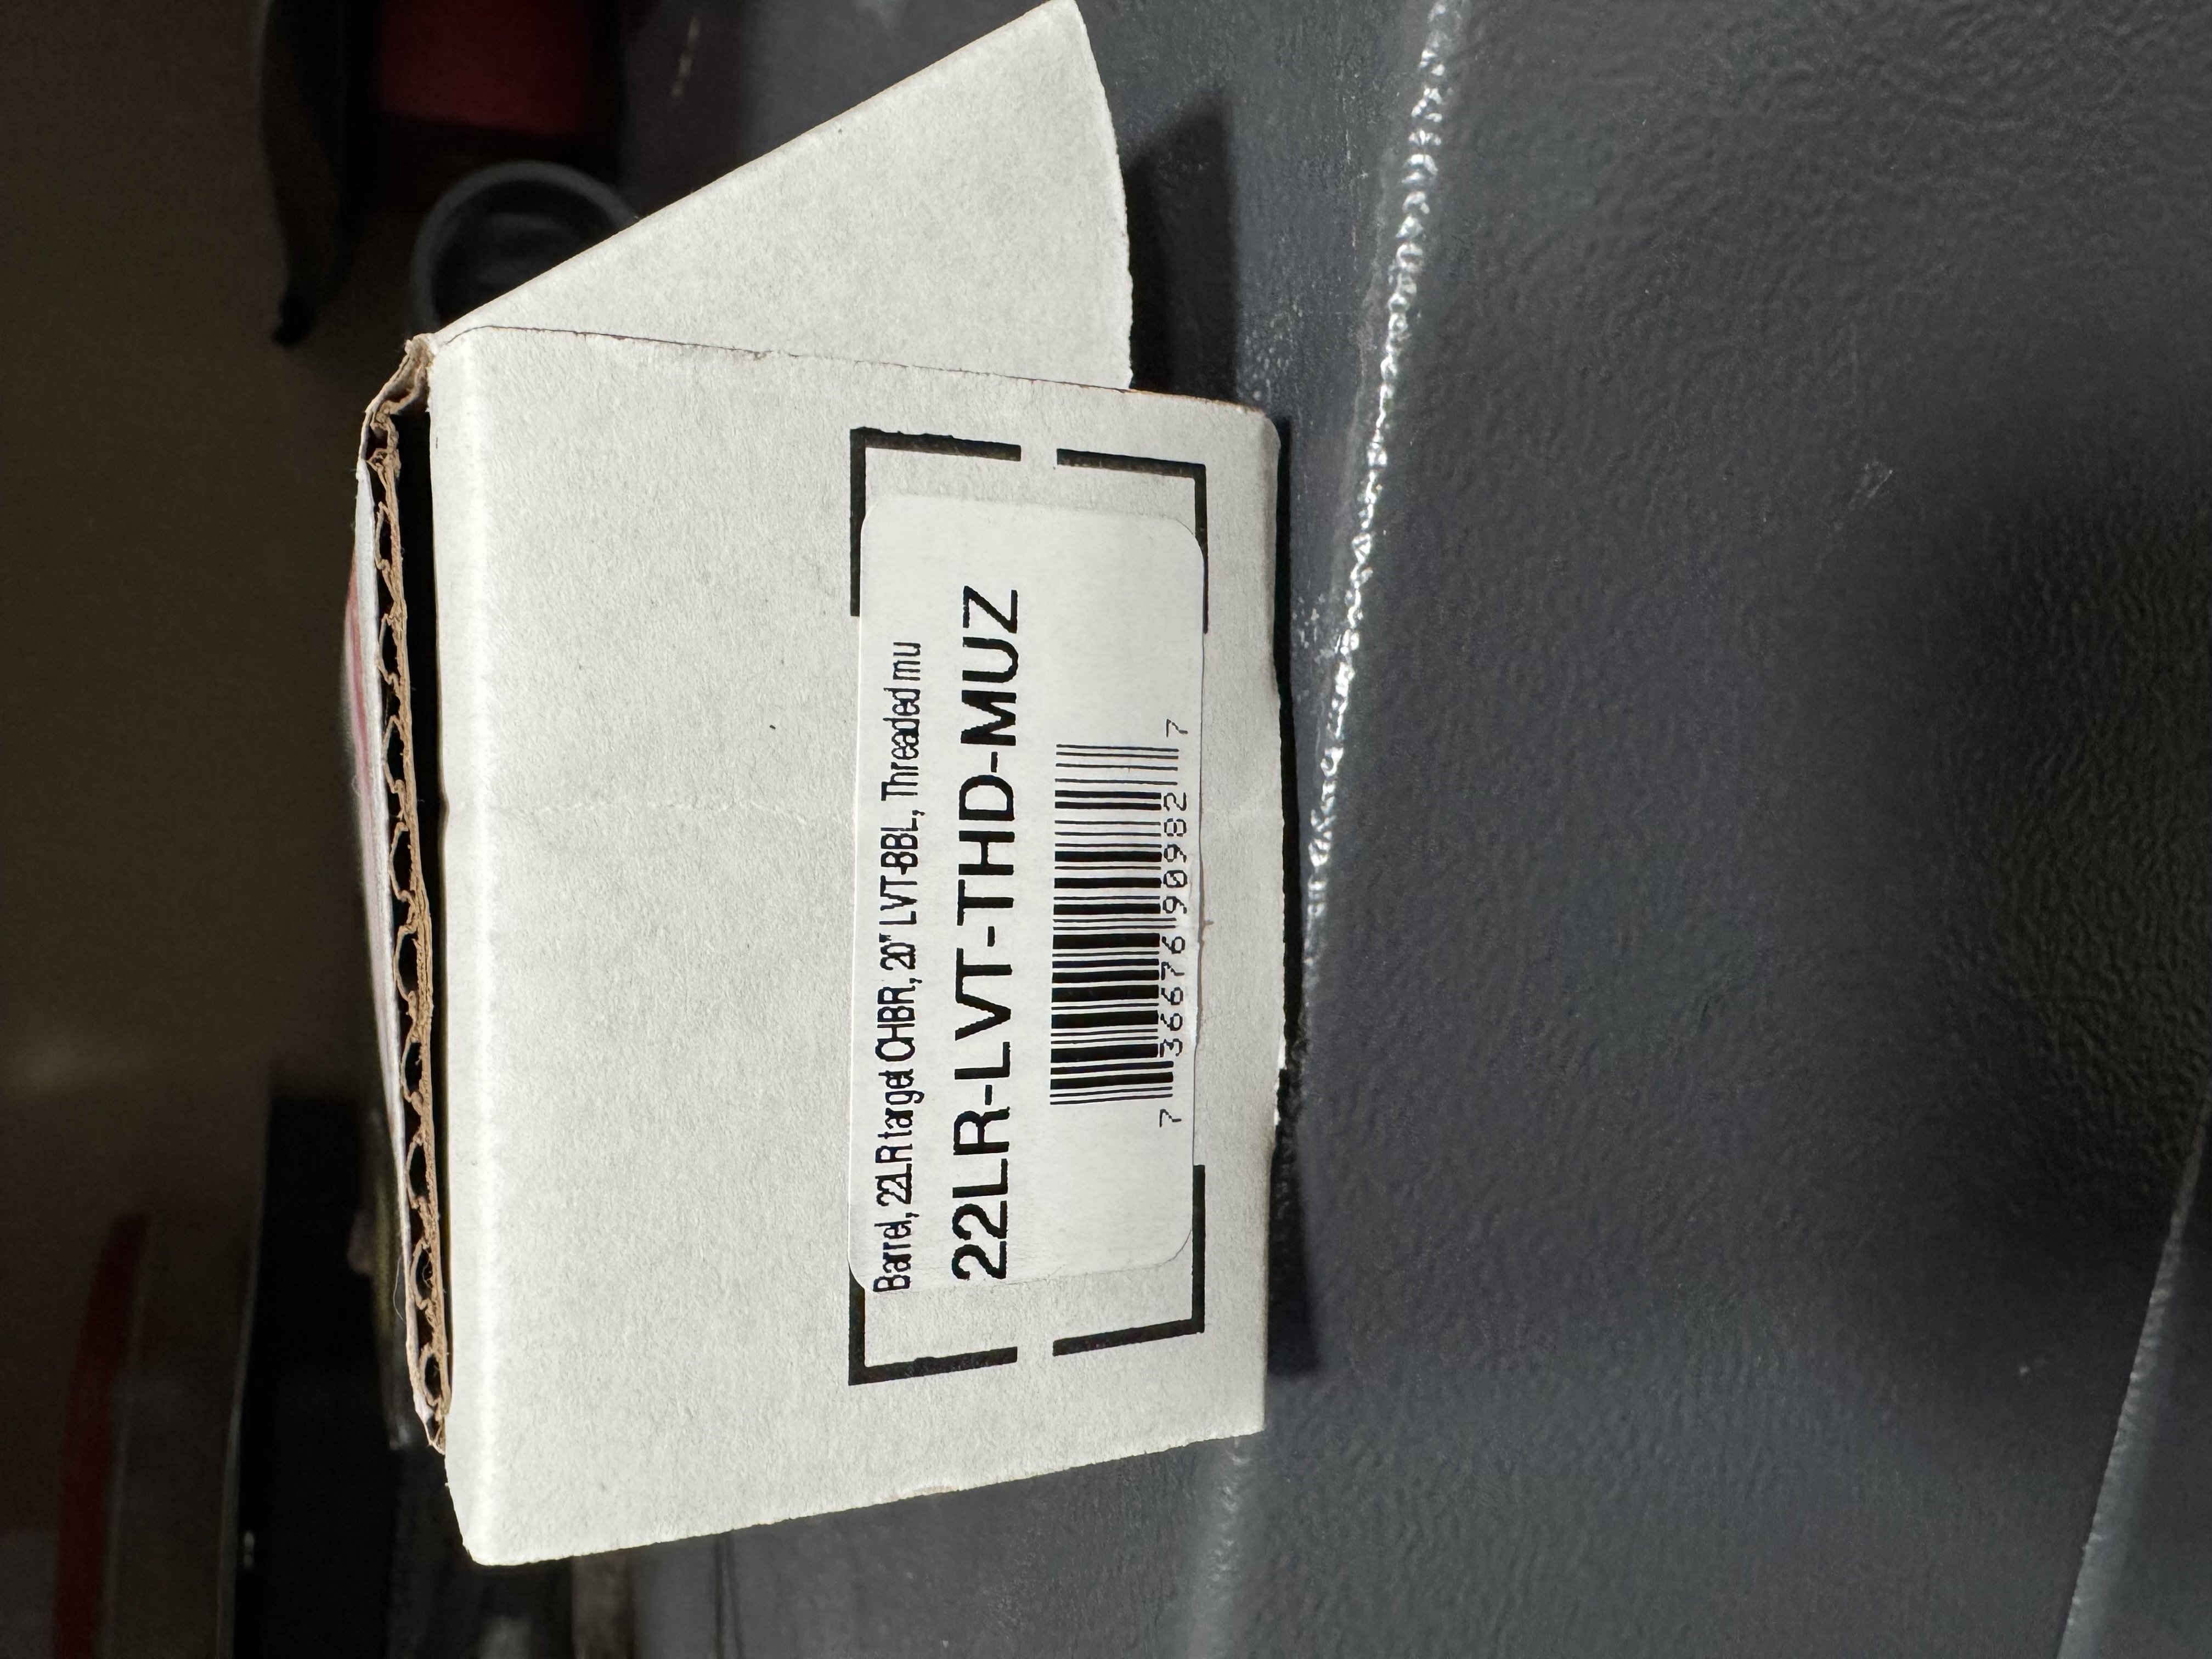 Barrel, 22LR target CHBR, 20" LVT-BBL, Threaded mu
22LR-LVT-THD-MUZ
7 36676 90982 7